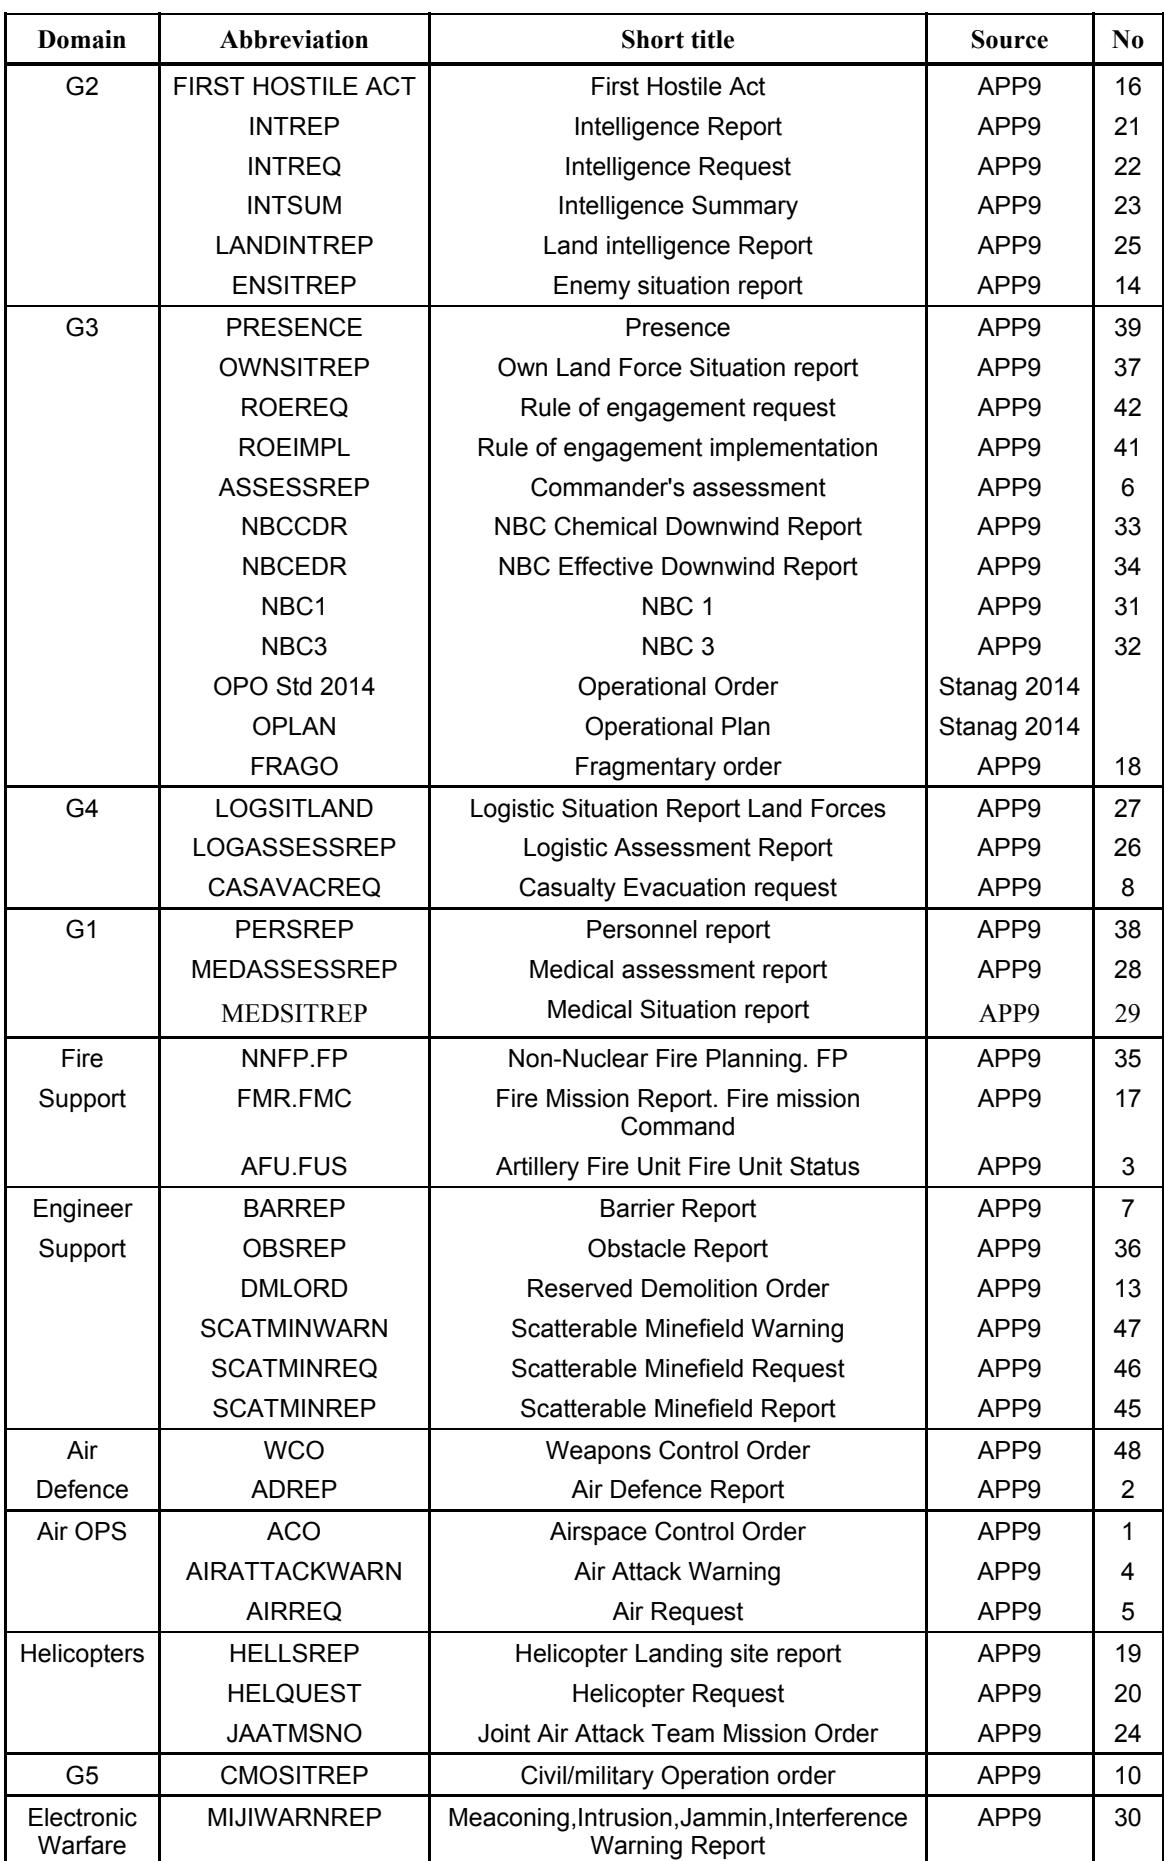 Domain Abbreviation Short title Source No
G2 FIRST HOSTILE ACT First Hostile Act APP9 16
INTREP Intelligence Report APP9 21
INTREQ Intelligence Request APP9 22
INTSUM Intelligence Summary APP9 23
LANDINTREP Land intelligence Report APP9 25
ENSITREP Enemy situation report APP9 14
G3 PRESENCE Presence APP9 39
OWNSITREP Own Land Force Situation report APP9 37
ROEREQ Rule of engagement request APP9 42
ROEIMPL Rule of engagement implementation APP9 41
ASSESSREP Commander's assessment APP9 6
NBCCDR NBC Chemical Downwind Report APP9 33
NBCEDR NBC Effective Downwind Report APP9 34
NBC1 NBC 1 APP9 31
NBC3 NBC 3 APP9 32
OPO Std 2014 Operational Order Stanag 2014
OPLAN Operational Plan Stanag 2014
FRAGO Fragmentary order APP9 18
G4 LOGSITLAND Logistic Situation Report Land Forces APP9 27
LOGASSESSREP Logistic Assessment Report APP9 26
CASAVACREQ Casualty Evacuation request APP9 8
G1 PERSREP Personnel report APP9 38
MEDASSESSREP Medical assessment report APP9 28
MEDSITREP Medical Situation report APP9 29
Fire NNFP.FP Non-Nuclear Fire Planning. FP APP9 35
Support FMR.FMC Fire Mission Report. Fire mission APP9 17
Command
AFU.FUS Artillery Fire Unit Fire Unit Status APP9 3
Engineer BARREP Barrier Report APP9 7
Support OBSREP Obstacle Report APP9 36
DMLORD Reserved Demolition Order APP9 13
SCATMINWARN Scatterable Minefield Warning APP9 47
SCATMINREQ Scatterable Minefield Request APP9 46
SCATMINREP Scatterable Minefield Report APP9 45
Air WCO Weapons Control Order APP9 48
Defence ADREP Air Defence Report APP9 2
Air OPS ACO Airspace Control Order APP9 1
AIRATTACKWARN Air Attack Warning APP9 4
AIRREQ Air Request APP9 5
Helicopters HELLSREP Helicopter Landing site report APP9 19
HELQUEST Helicopter Request APP9 20
JAATMSNO Joint Air Attack Team Mission Order APP9 24
G5 CMOSITREP Civil/military Operation order APP9 10
Electronic MIJIWARNREP Meaconing,Intrusion,Jammin,Interference APP9 30
Warfare Warning Report